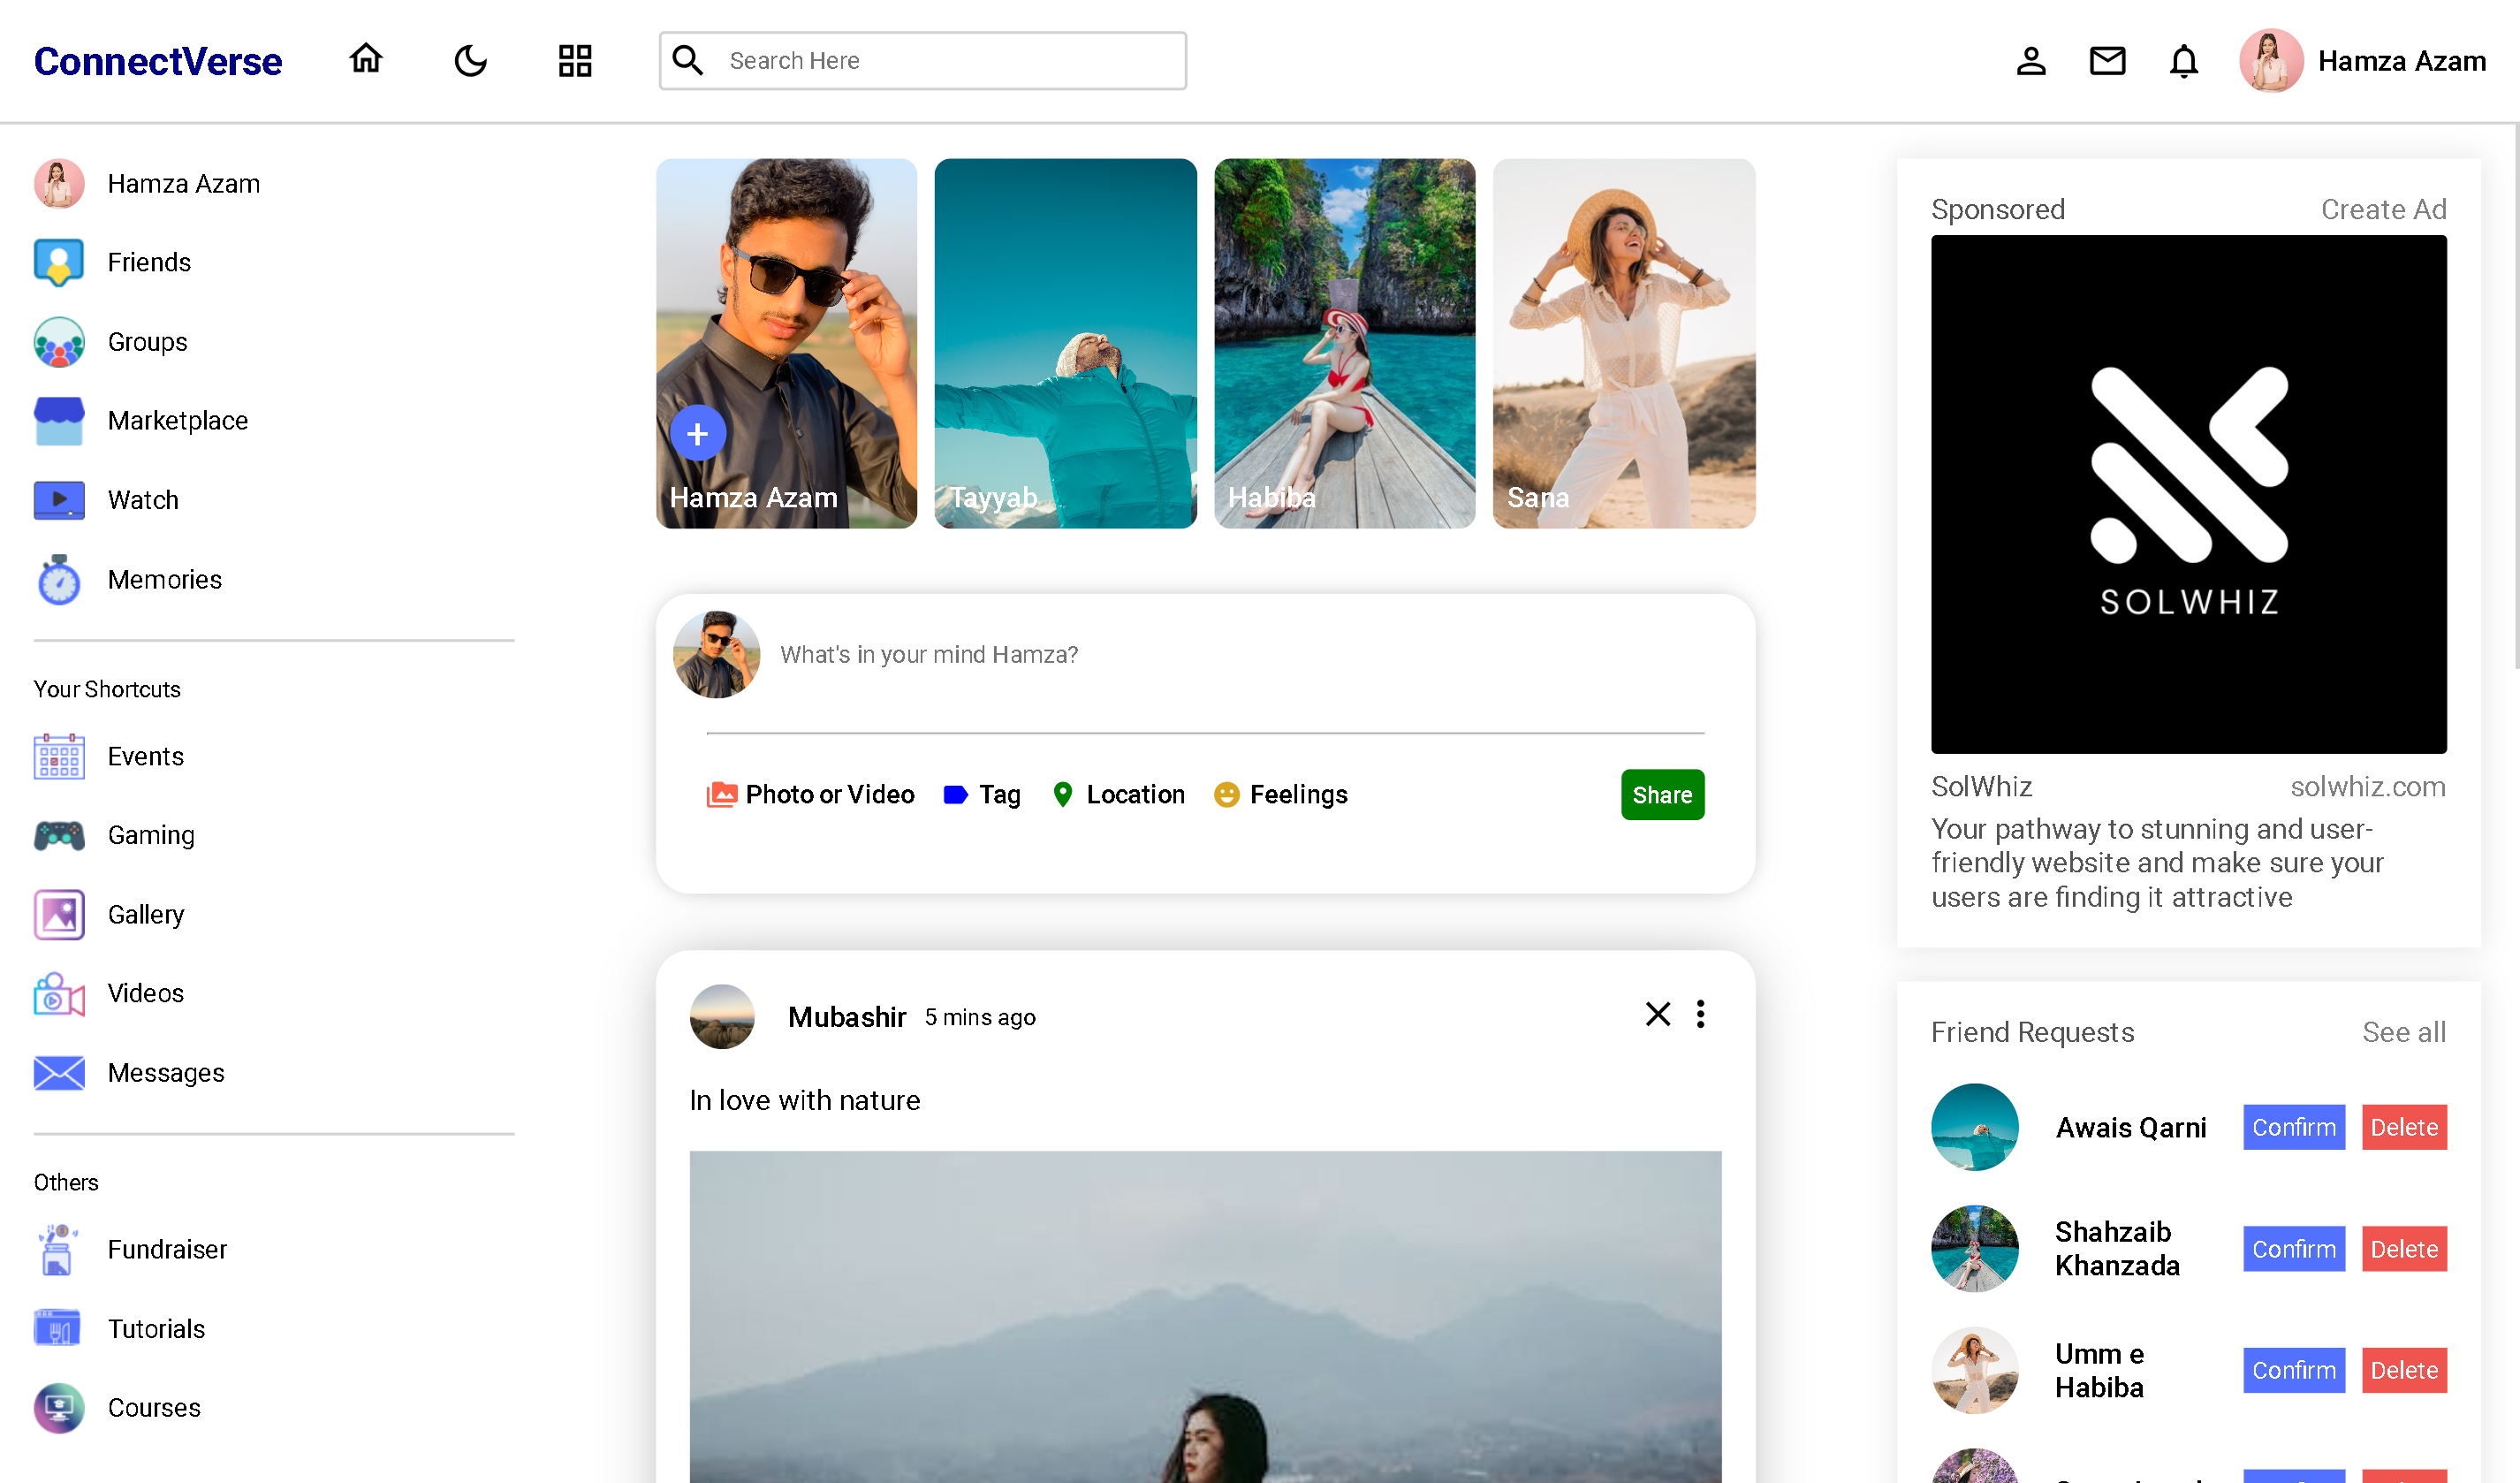 ConnectVerse
Search Here
Hamza Azam
Hamza Azam
Friends
Groups
Marketplace
Watch
Memories
Your Shortcuts
Events
Gaming
Gallery
Videos
Messages
Others
Fundraiser
Tutorials
Courses
Hamza Azam
Tayyab
Habiba
Sana
What's in your mind Hamza?
Photo or Video
Tag
Location
Feelings
Share
Mubashir 5 mins ago
In love with nature
Sponsored
Create Ad
SOLWHIZ
SolWhiz
solwhiz.com
Your pathway to stunning and user-
friendly website and make sure your
users are finding it attractive
Friend Requests
See all
Awais Qarni
Confirm
Delete
Shahzaib
Khanzada
Confirm
Delete
Umm e
Habiba
Confirm
Delete